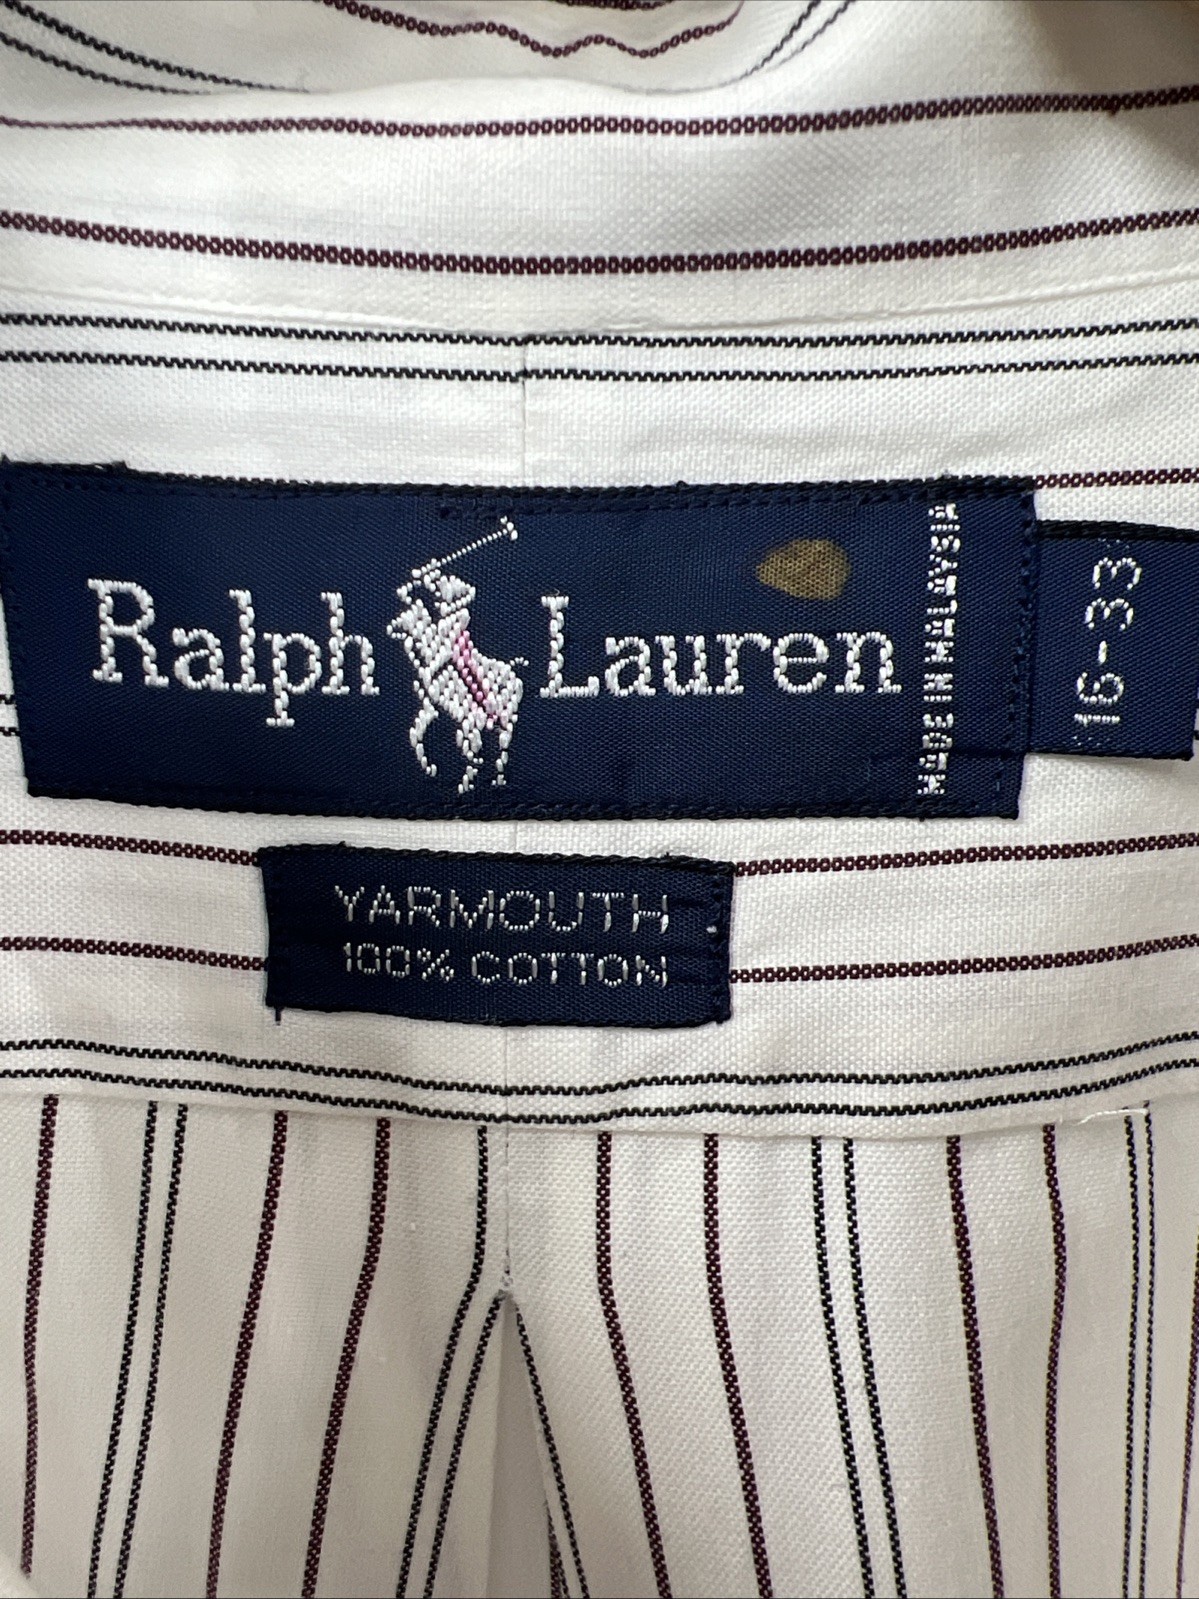 Ralph Lauren
MADE IN MALAYSIA
16-33
YARMOUTH
100% COTTON